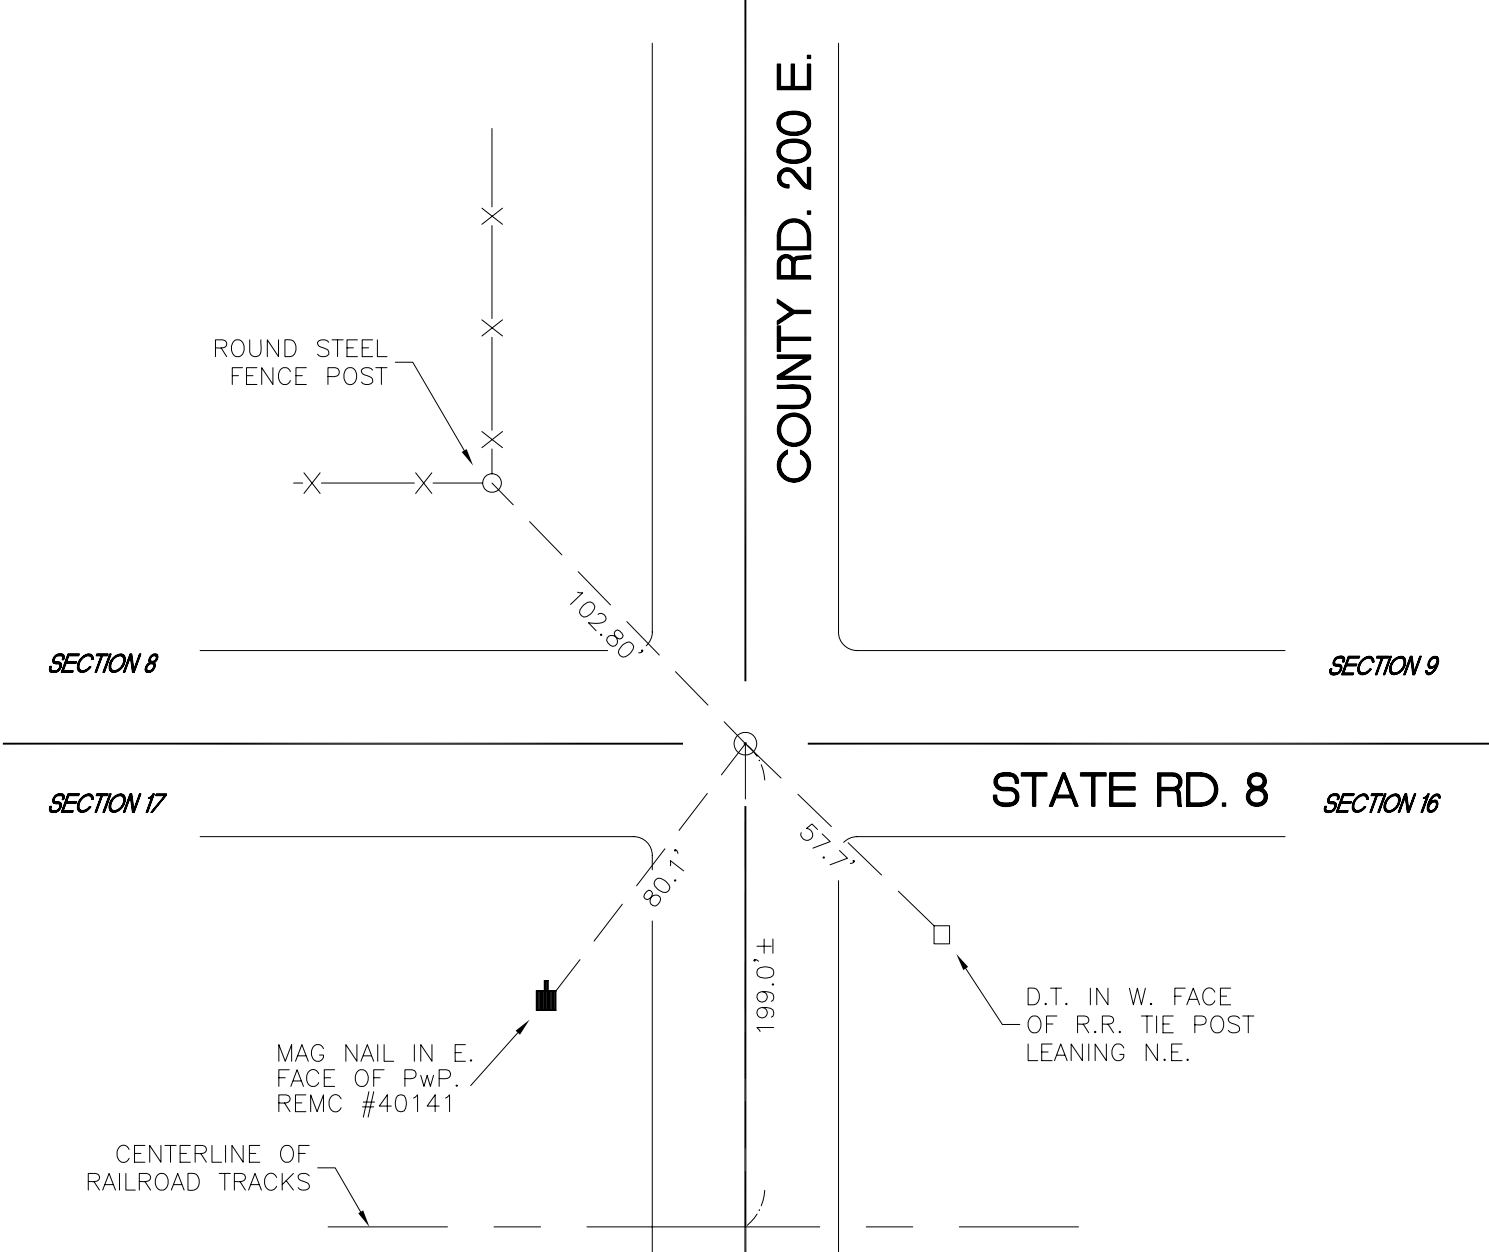 COUNTY RD. 200 E.
ROUND STEEL
FENCE POST
102.80'
SECTION 8
SECTION 9
STATE RD. 8
SECTION 17
SECTION 16
57.7'
80.1'
199.0'±
D.T. IN W. FACE
OF R.R. TIE POST
LEANING N.E.
MAG NAIL IN E.
FACE OF PwP.
REMC #40141
CENTERLINE OF
RAILROAD TRACKS